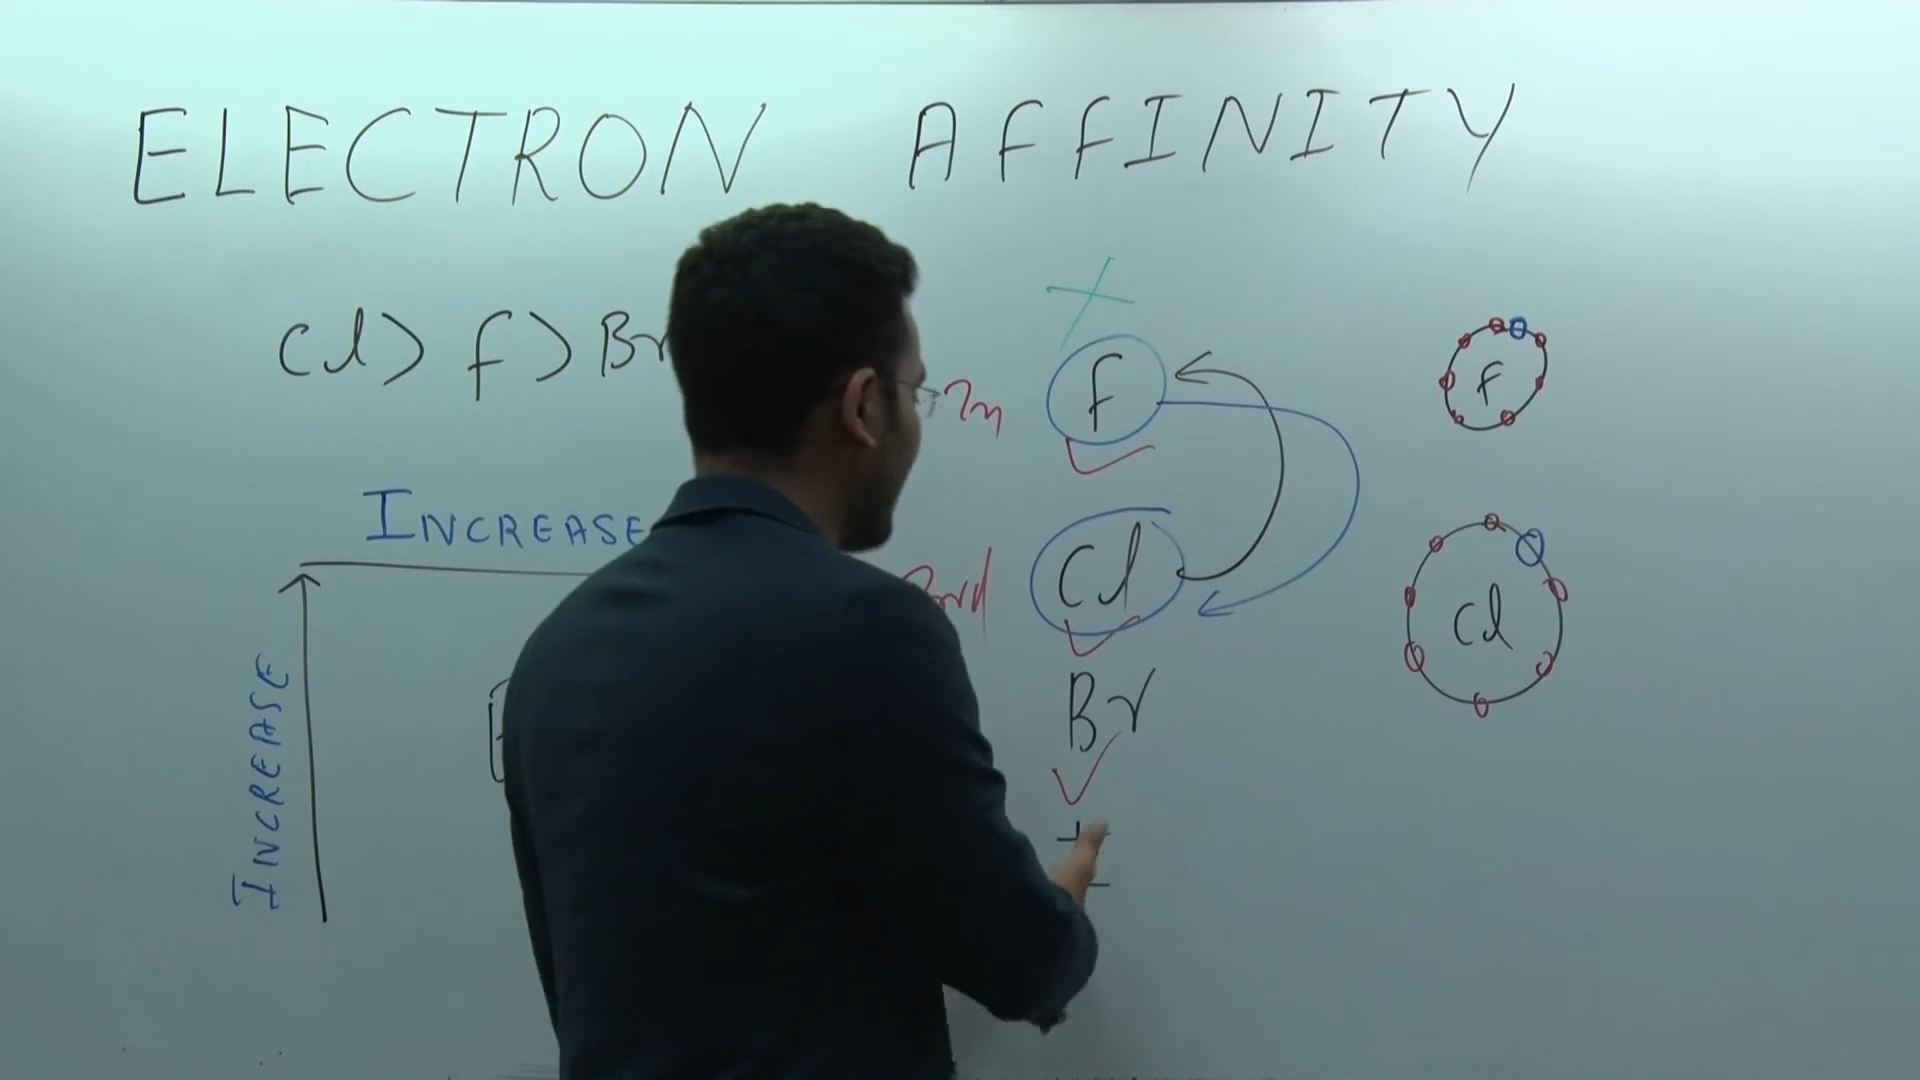 ELECTRON AFFINITY
Cl > f > Br
INCREASE
INCREASE
f
Cl
Br
f
Cl